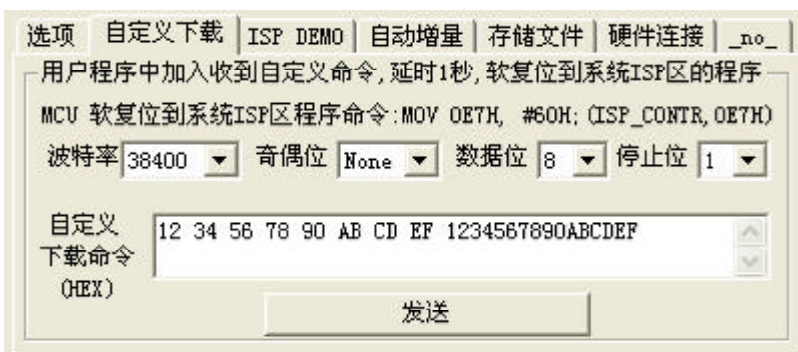 选项 自定义下载 ISP DEMO 自动增量 存储文件 硬件连接 _no_
用户程序中加入收到自定义命令,延时1秒,软复位到系统ISP区的程序
MCU 软复位到系统ISP区程序命令:MOV 0E7H, #60H; (ISP_CONTR,0E7H)
波特率 38400 奇偶位 None 数据位 8 停止位 1
自定义
下载命令
(HEX)
12 34 56 78 90 AB CD EF 1234567890ABCDEF
发送